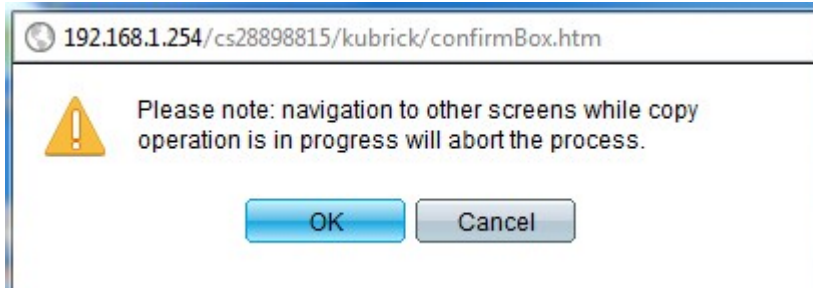 192.168.1.254/cs28898815/kubrick/confirmBox.htm
Please note: navigation to other screens while copy
operation is in progress will abort the process.
OK Cancel